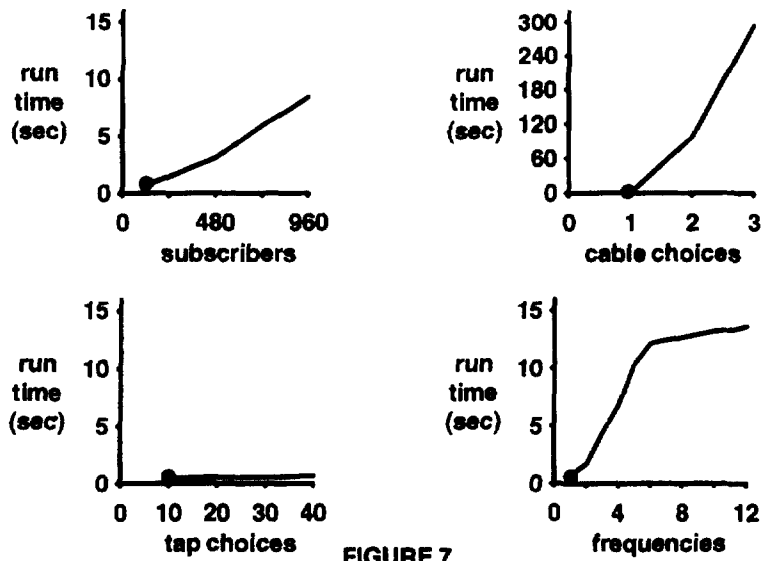 15
10
5
0
run
time
(sec)
0 480 960
subscribers
300
240
180
120
60
0
run
time
(sec)
0 1 2 3
cable choices
15
10
5
0
run
time
(sec)
0 10 20 30 40
tap choices
15
10
5
0
run
time
(sec)
0 4 8 12
frequencies
FIGURE 7